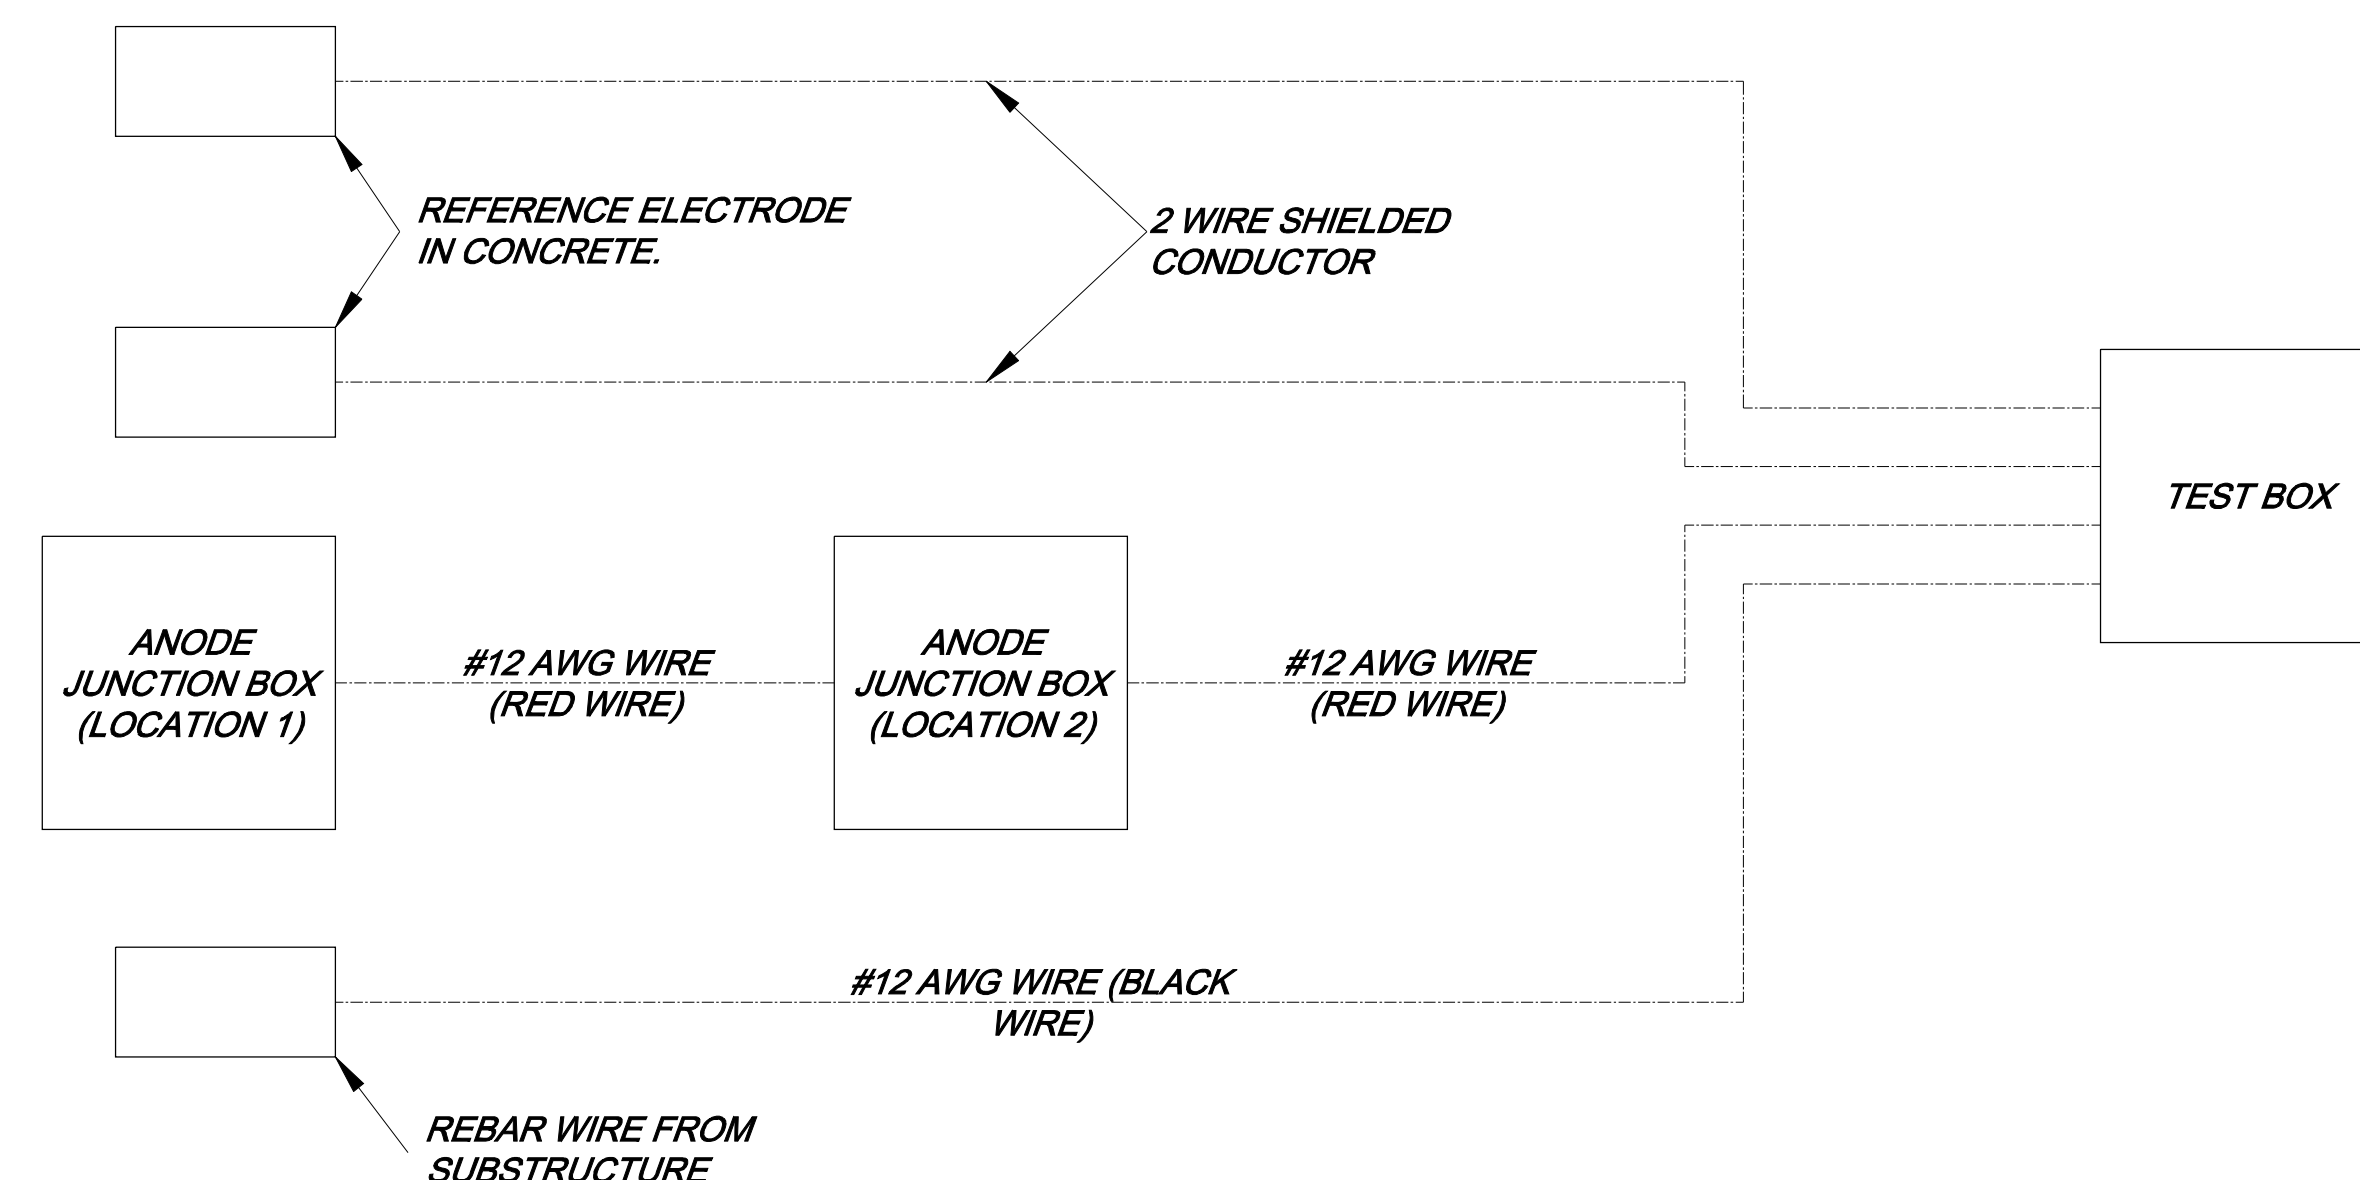 REFERENCE ELECTRODE
IN CONCRETE.
2 WIRE SHIELDED
CONDUCTOR
TEST BOX
ANODE
JUNCTION BOX
(LOCATION 1)
#12 AWG WIRE
(RED WIRE)
ANODE
JUNCTION BOX
(LOCATION 2)
#12 AWG WIRE
(RED WIRE)
#12 AWG WIRE (BLACK
WIRE)
REBAR WIRE FROM
SUBSTRUCTURE